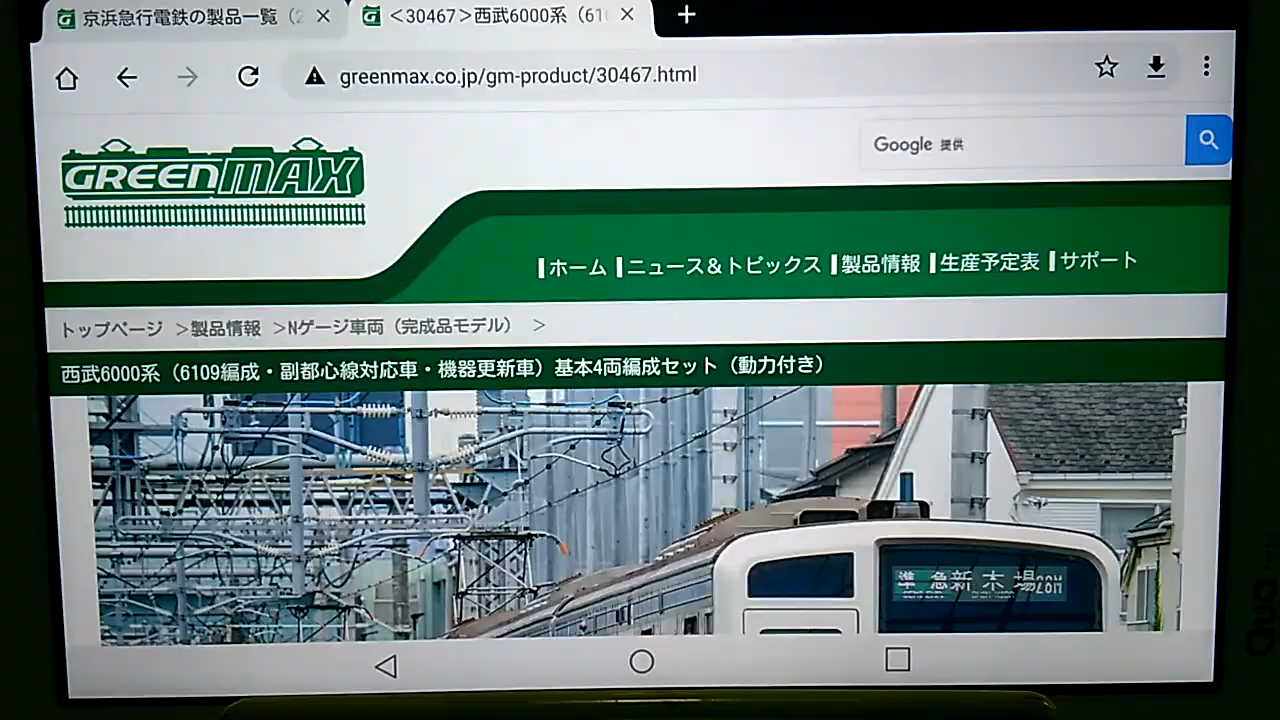 京浜急行電鉄の製品一覧（2
＜30467＞西武6000系（610
greenmax.co.jp/gm-product/30467.html
GREENMAX
Google 提供
ホーム ニュース＆トピックス 製品情報 生産予定表 サポート
トップページ ＞製品情報 ＞Nゲージ車両（完成品モデル） ＞
西武6000系（6109編成・副都心線対応車・機器更新車）基本4両編成セット（動力付き）
準 急 新 木 場
Qua